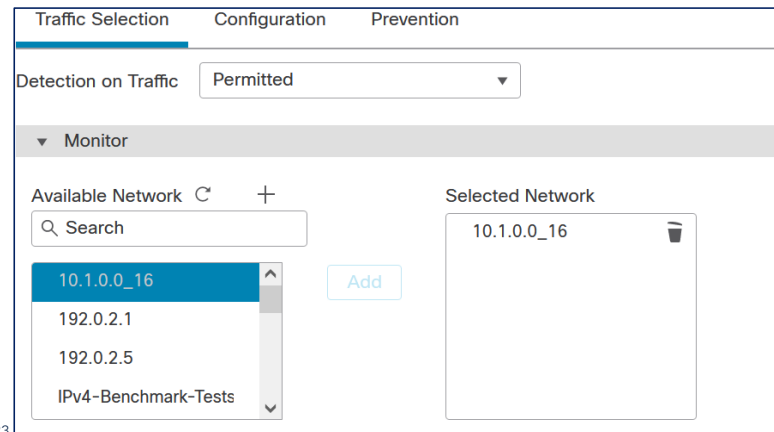 Traffic Selection Configuration Prevention
Detection on Traffic Permitted
Monitor
Available Network
Selected Network
Search
10.1.0.0_16
10.1.0.0_16
Add
192.0.2.1
192.0.2.5
IPv4-Benchmark-Tests